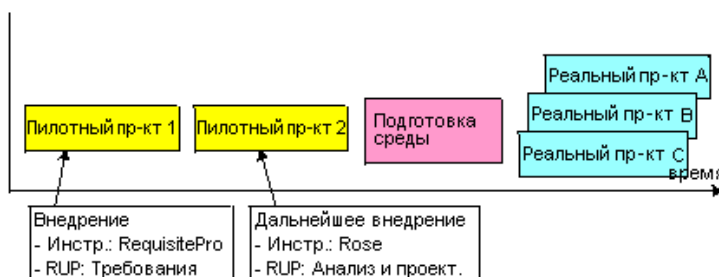 Реальный пр-кт A
Пилотный пр-кт 1
Пилотный пр-кт 2
Подготовка
среды
Реальный пр-кт B
Реальный пр-кт C
время
Внедрение
- Инстр.: RequisitePro
- RUP: Требования
Дальнейшее внедрение
- Инстр.: Rose
- RUP: Анализ и проект.